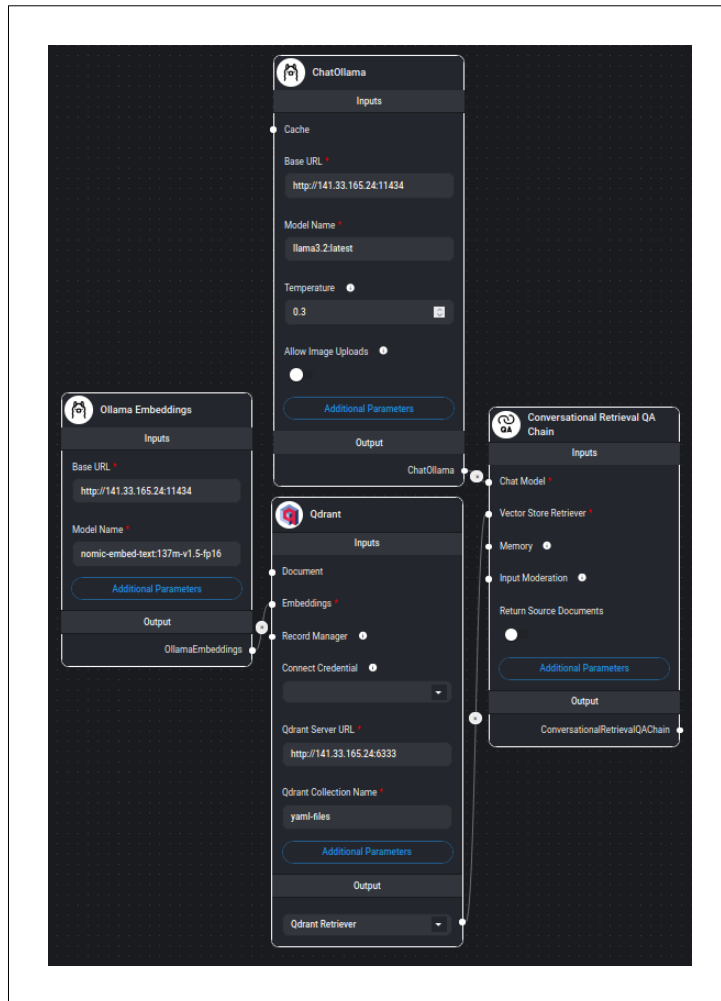 ChatOllama
Inputs
Cache
Base URL *
http://141.33.165.24:11434
Model Name *
llama3.2:latest
Temperature
0.3
Allow Image Uploads
Additional Parameters
Output
ChatOllama
Ollama Embeddings
Inputs
Base URL *
http://141.33.165.24:11434
Model Name *
nomic-embed-text:137m-v1.5-fp16
Additional Parameters
Output
OllamaEmbeddings
Qdrant
Inputs
Document
Embeddings *
Record Manager
Connect Credential
Qdrant Server URL *
http://141.33.165.24:6333
Qdrant Collection Name *
yaml-files
Additional Parameters
Output
Qdrant Retriever
QA
Conversational Retrieval QA
Chain
Inputs
Chat Model *
Vector Store Retriever *
Memory
Input Moderation
Return Source Documents
Additional Parameters
Output
ConversationalRetrievalQAChain